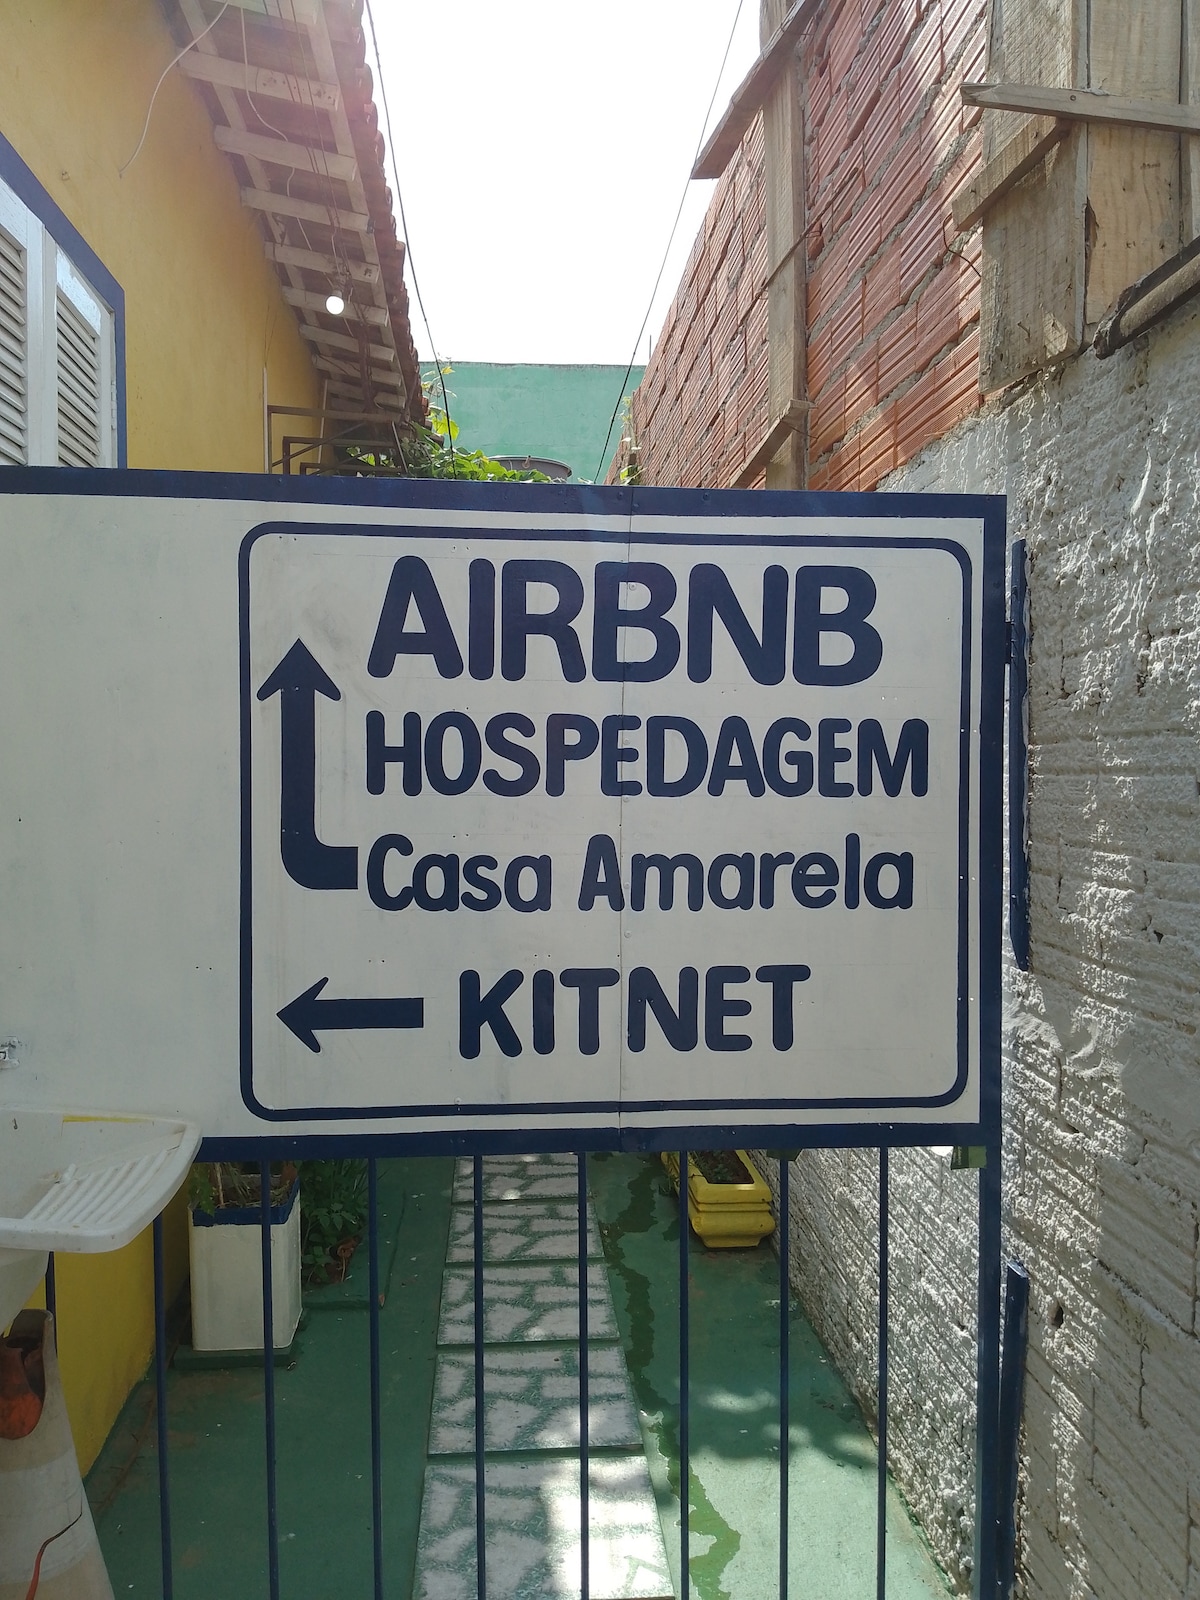 AIRBNB
HOSPEDAGEM
Casa Amarela
KITNET